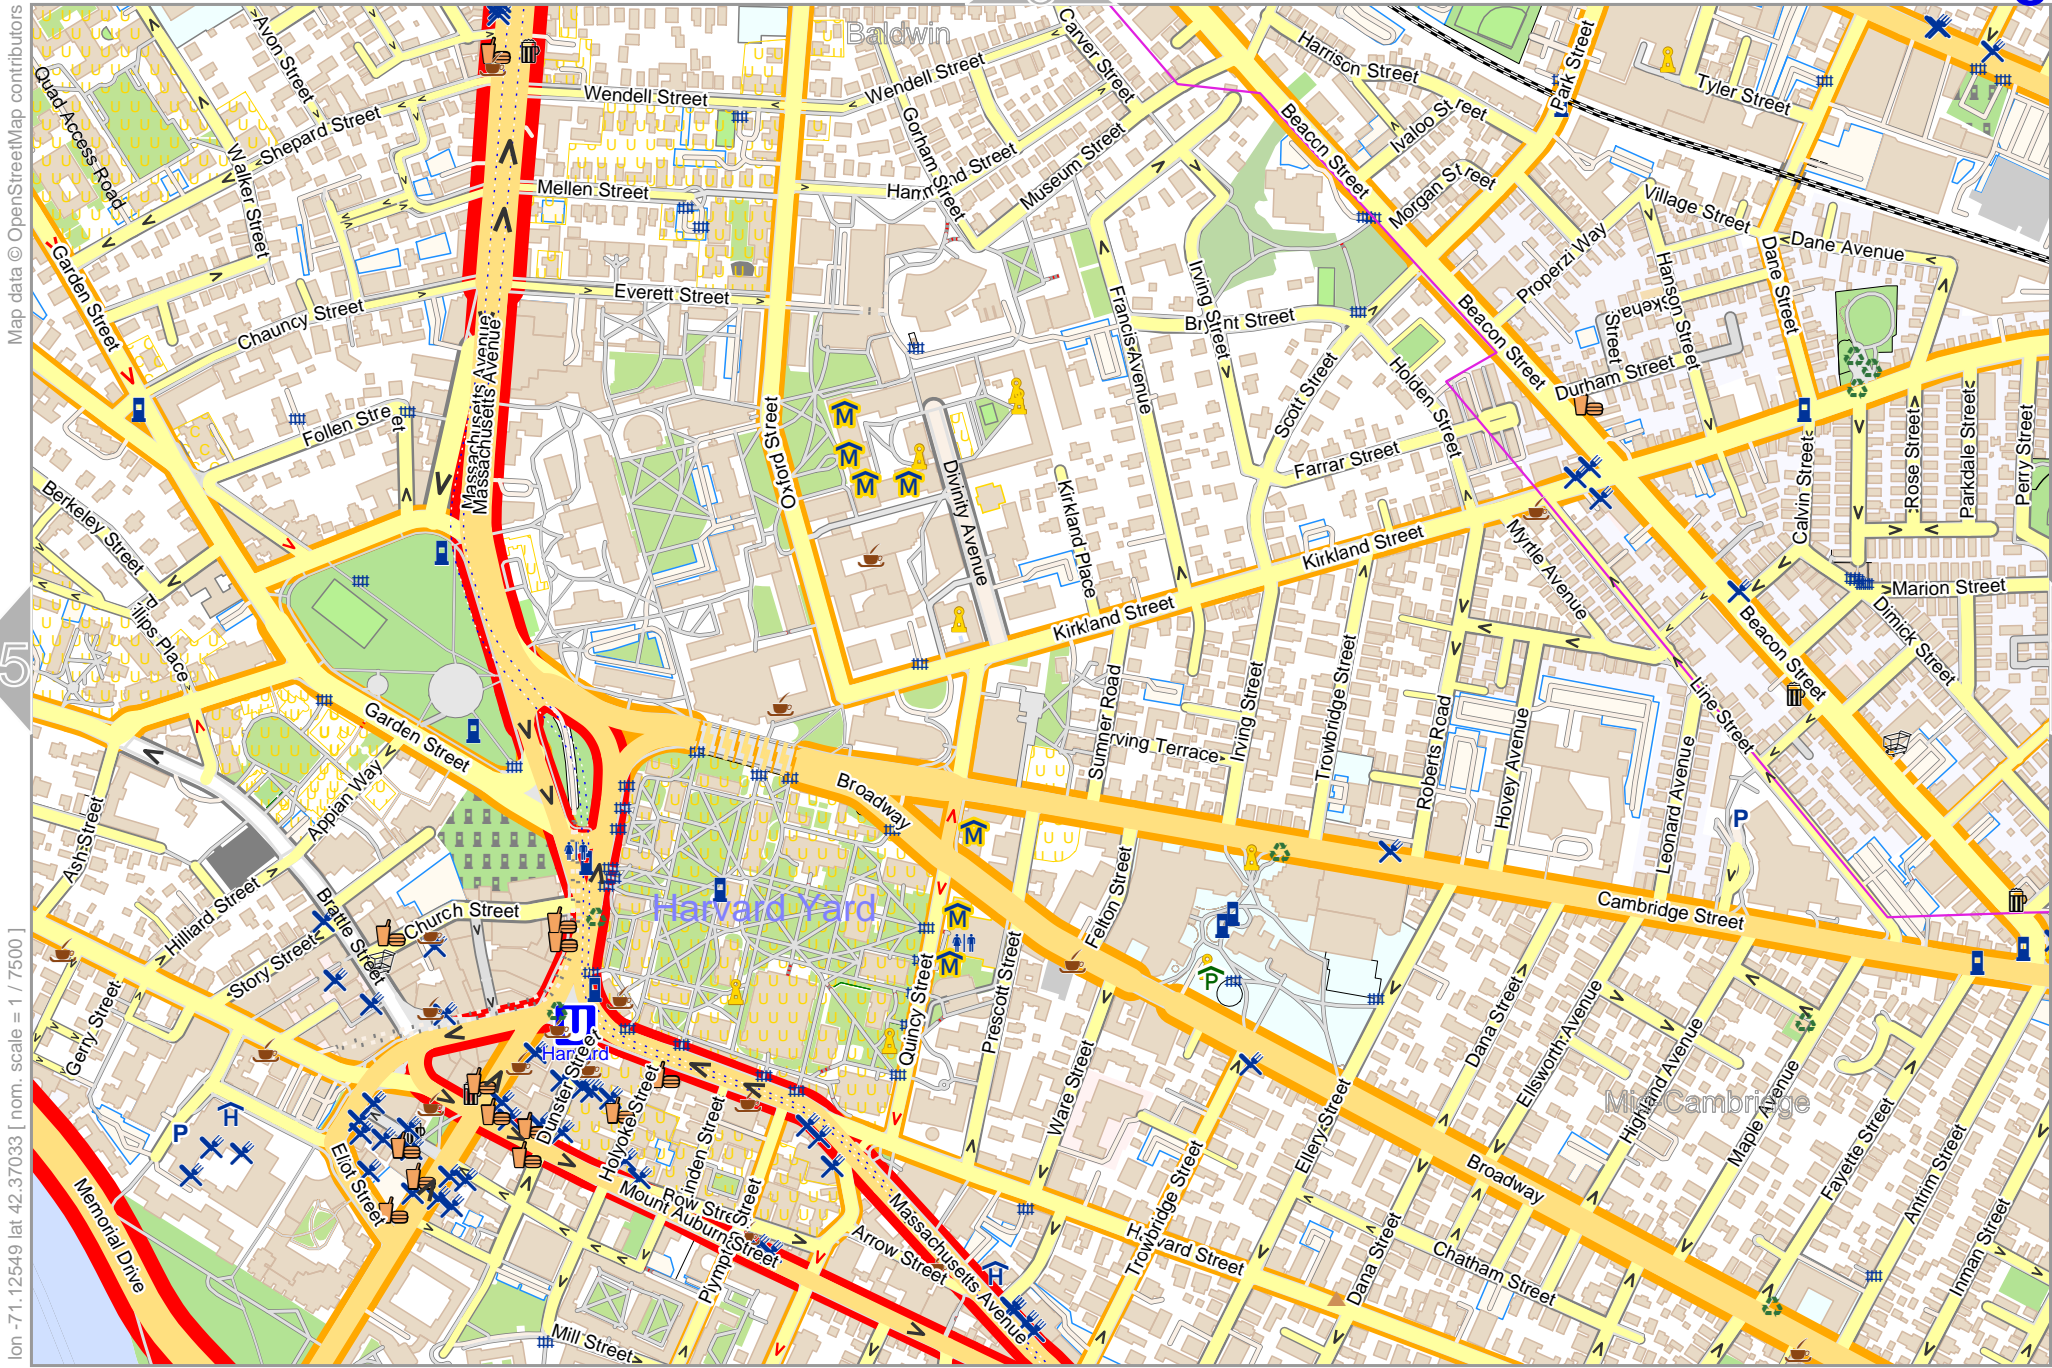 Map data © OpenStreetMap contributors
lon -71.12549 lat 42.37033 [ nom. scale = 1 / 7500 ]
5
Baldwin
Avon Street
Carver Street
Harrison Street
Park Street
Quad Access Road
Shepard Street
Walker Street
Wendell Street
Wendell Street
Gorham Street
Hammond Street
Museum Street
Beacon Street
Ivaloo Street
Tyler Street
Morgan Street
Village Street
Mellen Street
Properzi Way
Dane Avenue
Dane Street
Hanson Street
Garden Street
Chauncy Street
Everett Street
Francis Avenue
Irving Street
Bryant Street
Beacon Street
Street
Durham Street
Massachusetts Avenue
Massachusetts Avenue
Follen Street
Oxford Street
Scott Street
Holden Street
Farrar Street
Divinity Avenue
Kirkland Place
Calvin Street
Rose Street
Parkdale Street
Perry Street
Berkeley Street
Kirkland Street
Kirkland Street
Myrtle Avenue
Marion Street
Dimick Street
Beacon Street
Line Street
Garden Street
Sumner Road
Irving Street
Irving Terrace
Trowbridge Street
Roberts Road
Hovey Avenue
Leonard Avenue
P
Ash Street
Appian Way
Hilliard Street
Brattle Street
Church Street
Story Street
Gerry Street
Harvard Yard
Broadway
M
M
M
M
M
M
M
Felton Street
Cambridge Street
Quincy Street
Prescott Street
Ware Street
P
Dana Street
Ellsworth Avenue
Highland Avenue
Maple Avenue
Mid-Cambridge
Fayette Street
Antrim Street
Inman Street
Harvard
Dunster Street
Holyoke Street
Linden Street
Eliot Street
P
H
Memorial Drive
Mount Auburn Street
Row Street
Plympton Street
Arrow Street
Massachusetts Avenue
H
Mill Street
Trowbridge Street
Harvard Street
Ellery Street
Dana Street
Chatham Street
Broadway